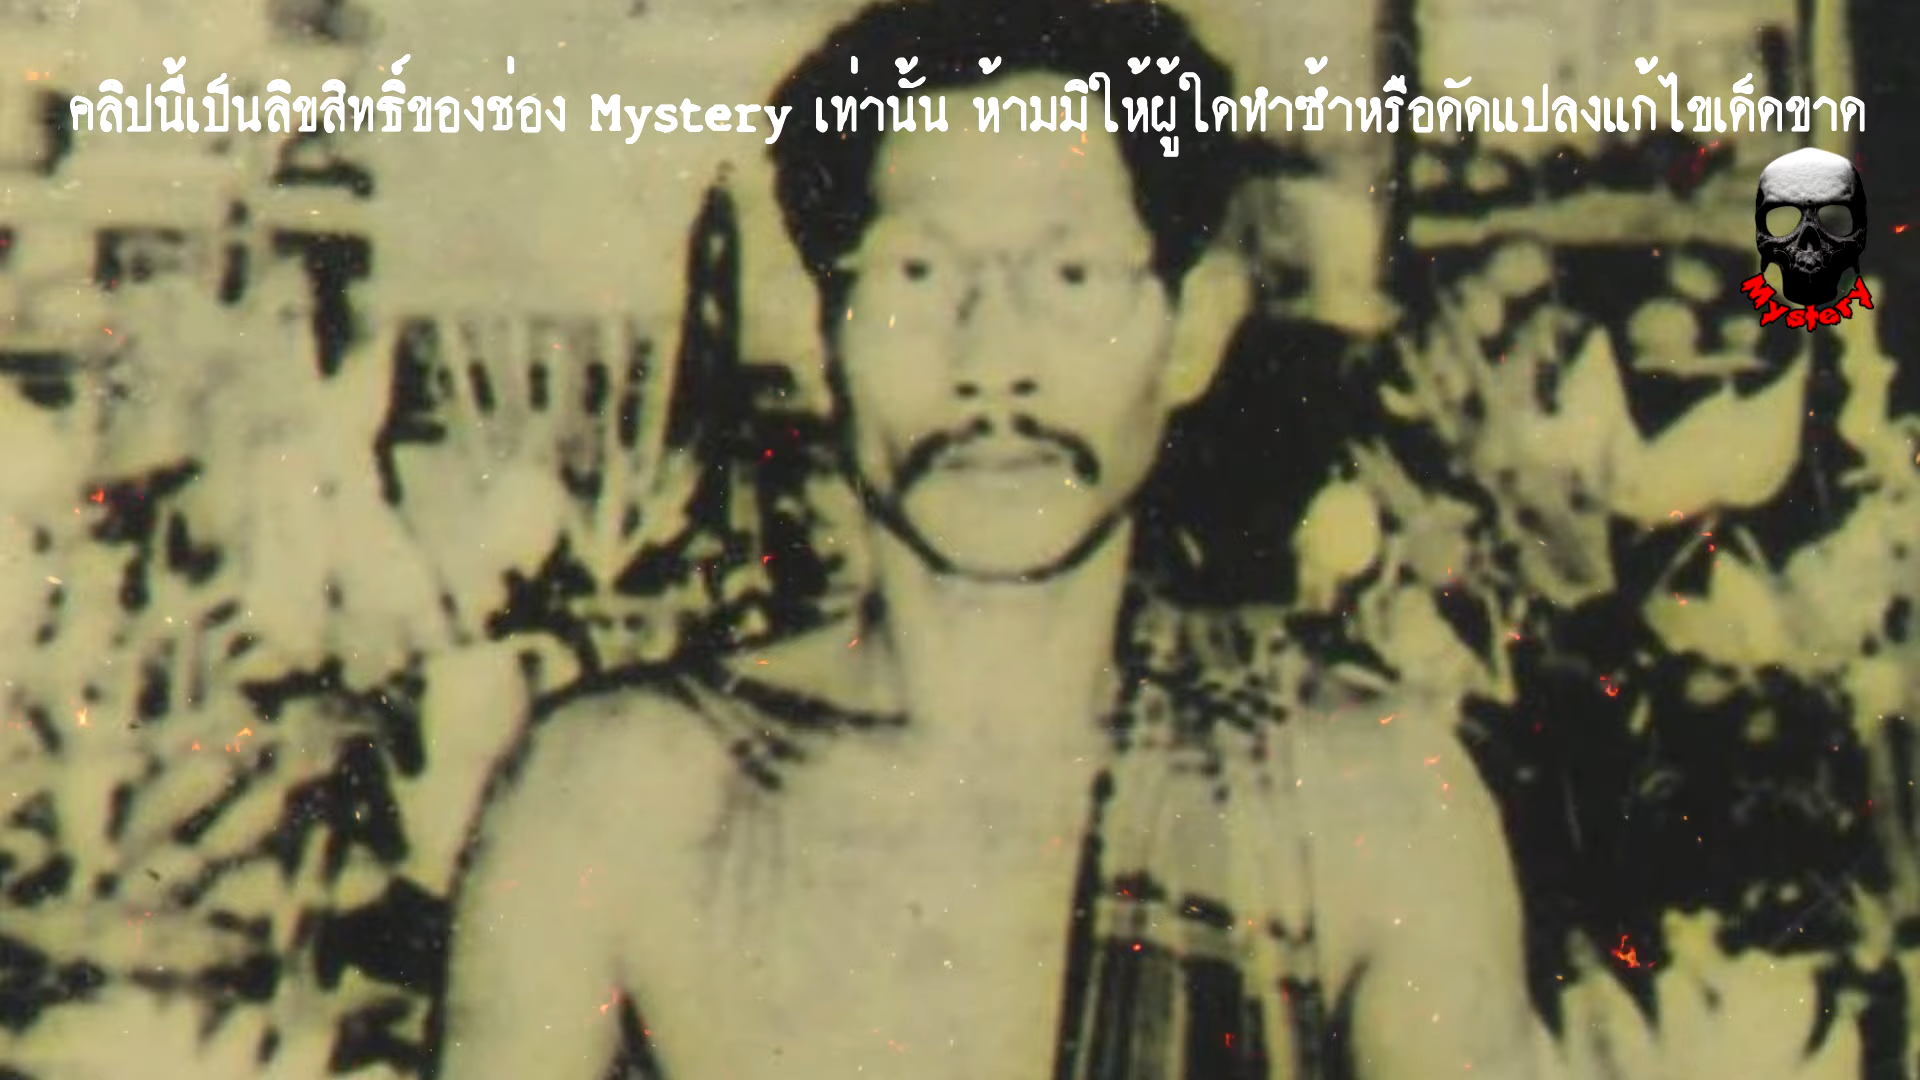 คลิปนี้เป็นลิขสิทธิ์ของช่อง Mystery เท่านั้น ห้ามมิให้ผู้ใดทำซ้ำหรือดัดแปลงแก้ไขเด็ดขาด
Mystery